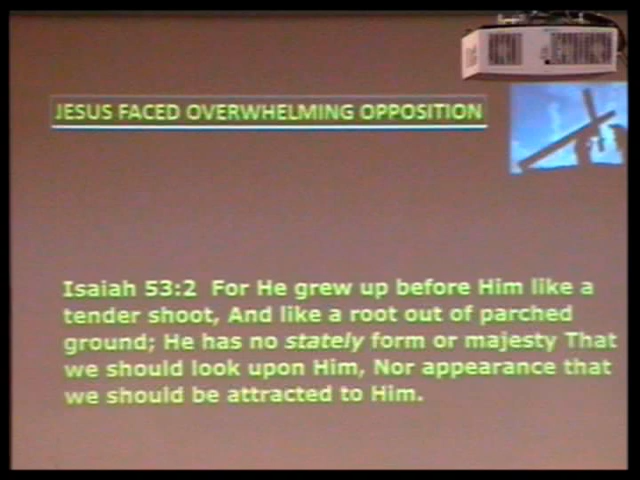 JESUS FACED OVERWHELMING OPPOSITION
Isaiah 53:2 For He grew up before Him like a
tender shoot, And like a root out of parched
ground; He has no stately form or majesty That
we should look upon Him, Nor appearance that
we should be attracted to Him.